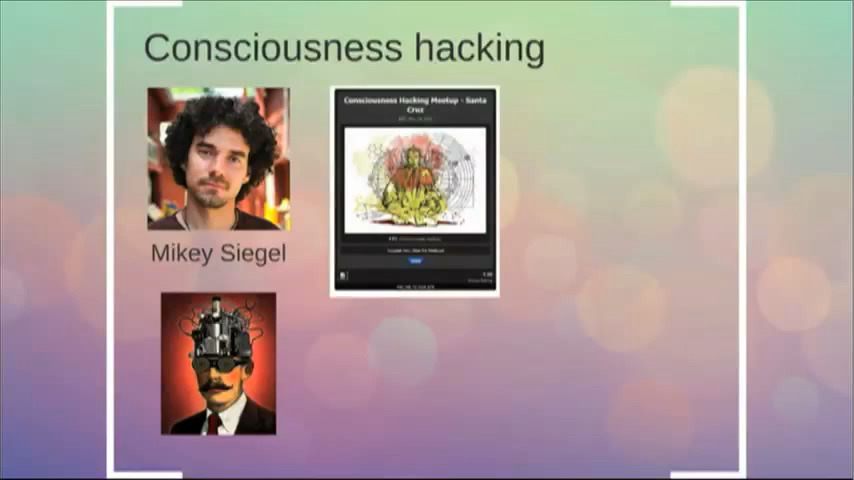 Consciousness hacking
Consciousness Hacking Meetup - Santa
Cruz
Mikey Siegel